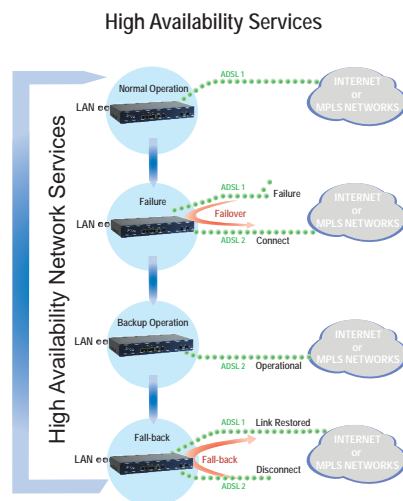 High Availability Services
High Availability Network Services
Normal Operation
ADSL 1
LAN
INTERNET
or
MPLS NETWORKS
Failure
ADSL 1
Failure
Failover
LAN
ADSL 2
Connect
INTERNET
or
MPLS NETWORKS
Backup Operation
LAN
ADSL 2
Operational
INTERNET
or
MPLS NETWORKS
Fall-back
ADSL 1
Link Restored
LAN
Fall-back
Disconnect
ADSL 2
INTERNET
or
MPLS NETWORKS